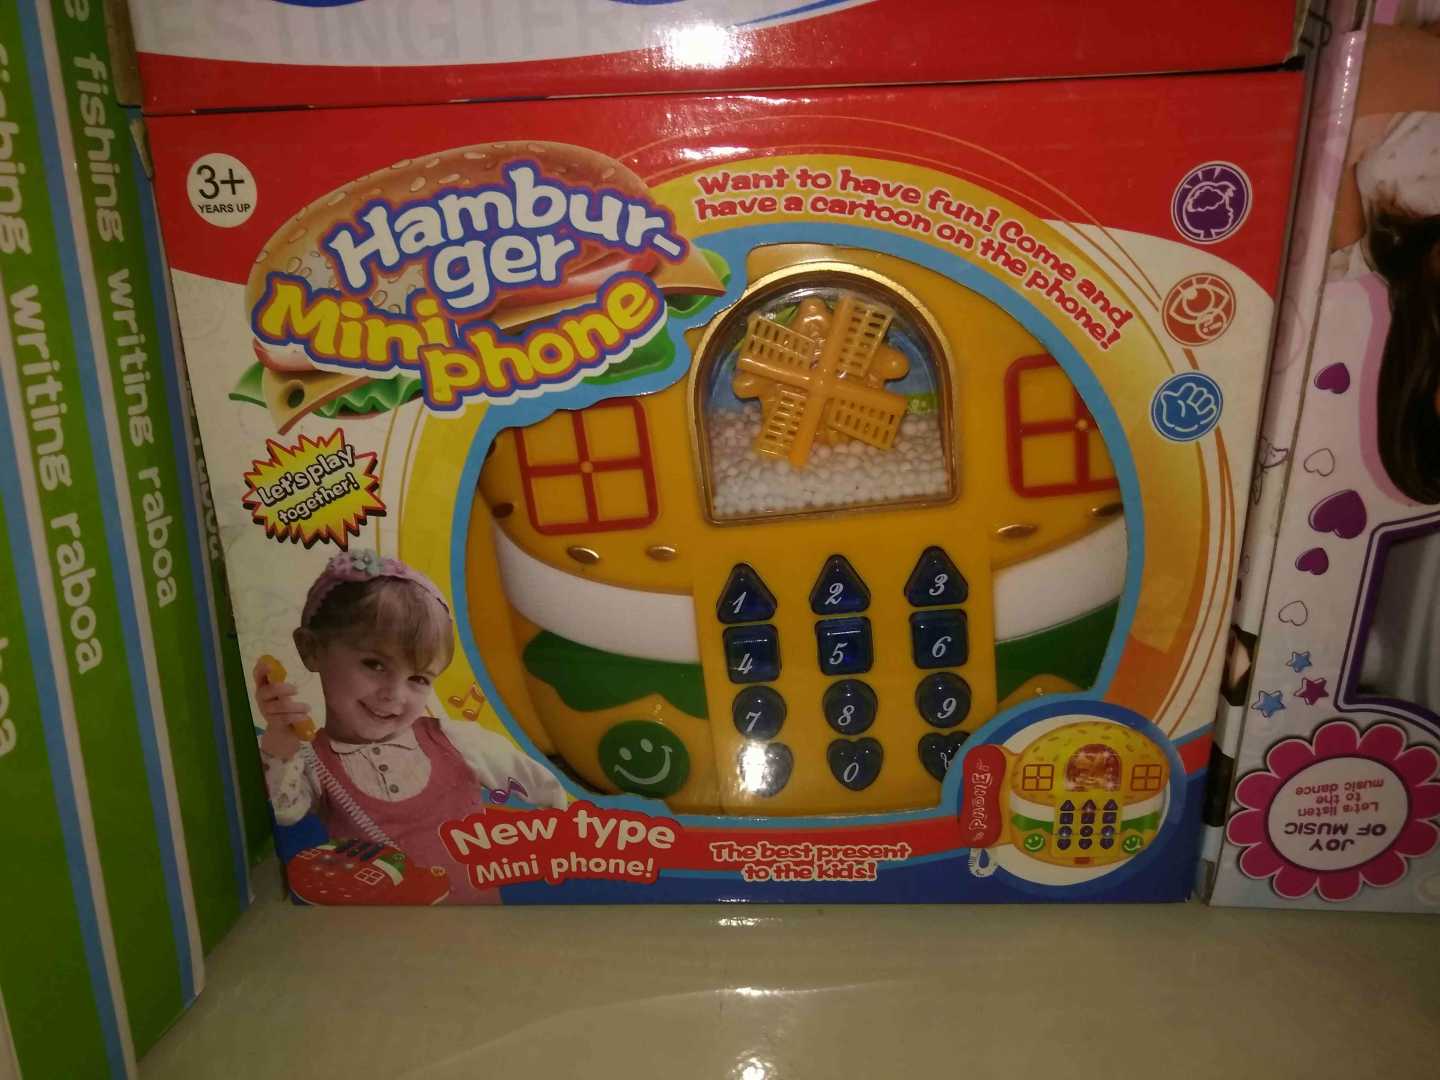 3+
YEARS UP
Hambur-
ger
Mini
phone
Want to have fun! Come and
have a cartoon on the phone!
Let's play
together!
1 2 3
4 5 6
7 8 9
0
New type
Mini phone!
The best present
to the kids!
PHONE
fishing writing raboa
fishing writing raboa
JOY
OF MUSIC
Let's listen
to the
music dance